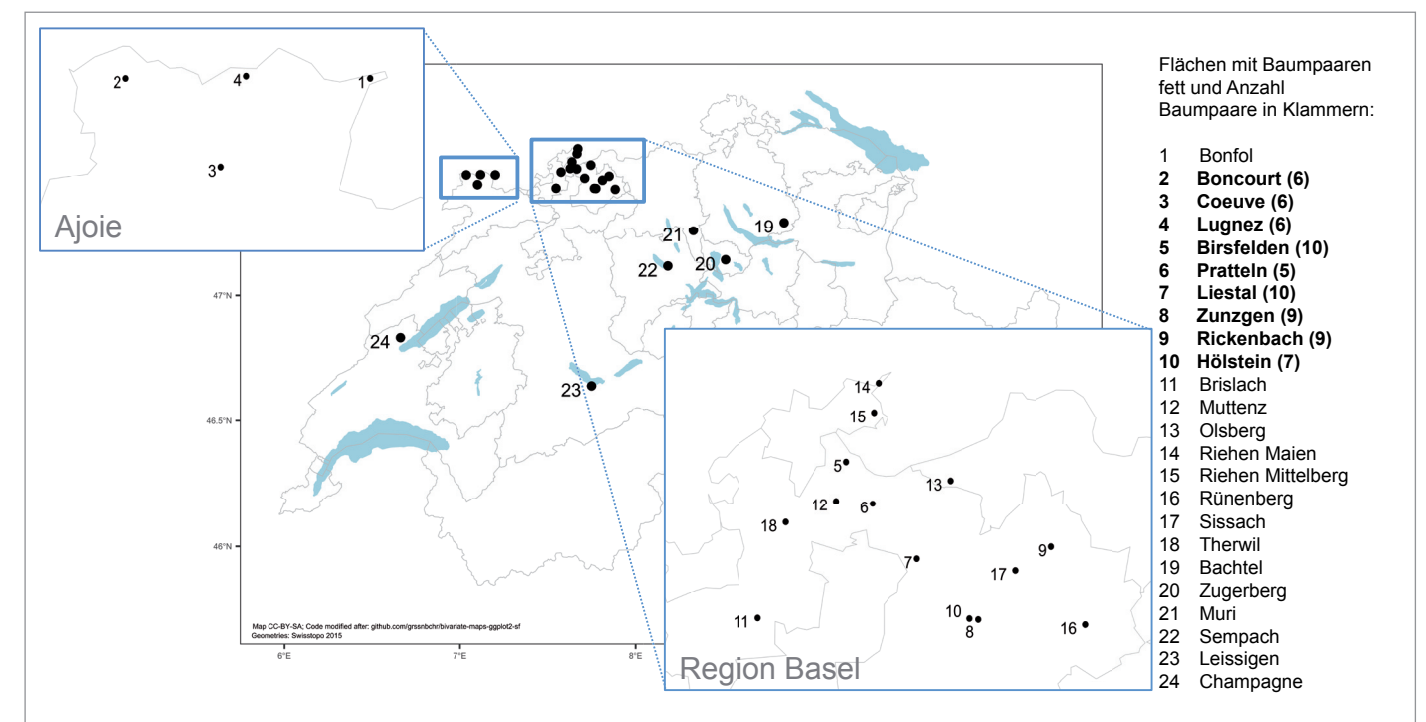 2
4
1
3
Ajoie
21
19
22
20
24
23
47°N
46.5°N
46°N
6°E
7°E
8°E
Map CC-BY-SA; Code modified after: github.com/grssnbchr/bivarate-maps-ggplot2-sf
Geometries: Swisstopo 2015
14
15
5
13
12
6
18
7
9
17
10
11
8
16
Region Basel
Flächen mit Baumpaaren
fett und Anzahl
Baumpaare in Klammern:
1 Bonfol
2 Boncourt (6)
3 Coeuve (6)
4 Lugnez (6)
5 Birsfelden (10)
6 Pratteln (5)
7 Liestal (10)
8 Zunzgen (9)
9 Rickenbach (9)
10 Hölstein (7)
11 Brislach
12 Muttenz
13 Olsberg
14 Riehen Maien
15 Riehen Mittelberg
16 Rünenberg
17 Sissach
18 Therwil
19 Bachtel
20 Zugerberg
21 Muri
22 Sempach
23 Leissigen
24 Champagne